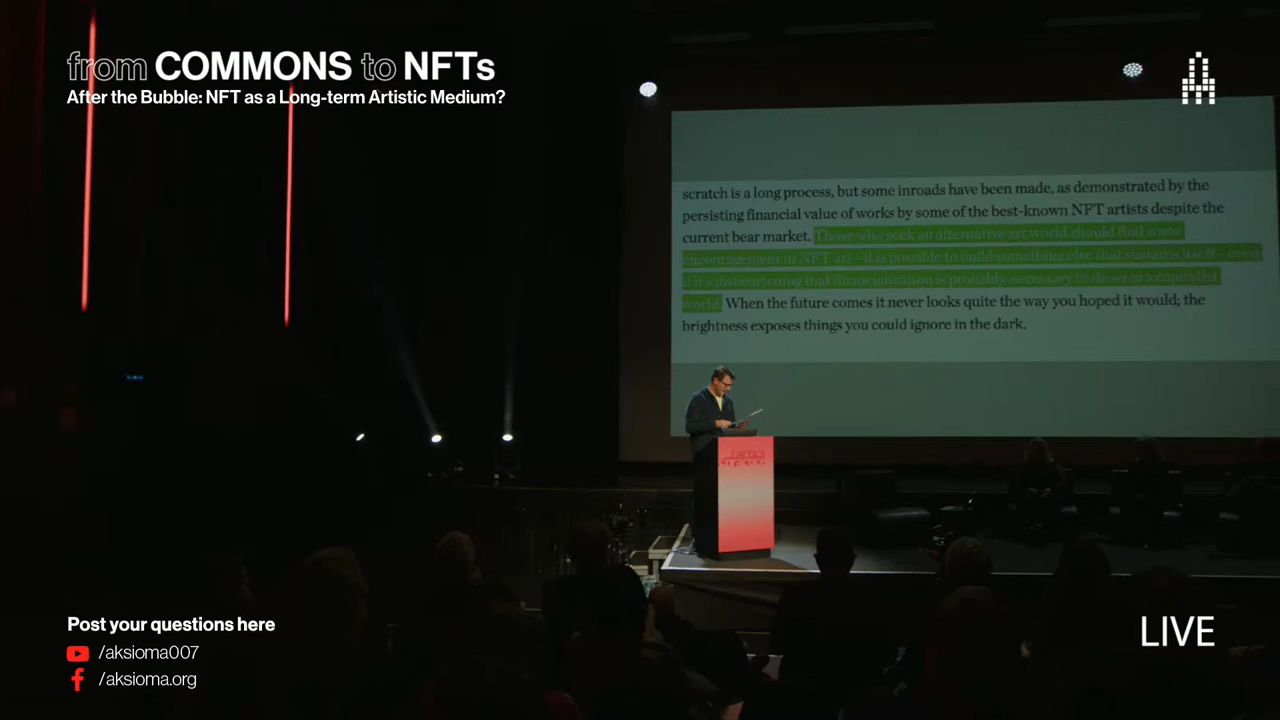 from COMMONS to NFTs
After the Bubble: NFT as a Long-term Artistic Medium?
scratch is a long process, but some inroads have been made, as demonstrated by the
persisting financial value of works by some of the best-known NFT artists despite the
current bear market. Those who seek an alternative art world should find some
encouragement in NFT art—it is possible to build something else that sustains itself—even
if it's disheartening that financialization is probably necessary to do so in a capitalist
world. When the future comes it never looks quite the way you hoped it would; the
brightness exposes things you could ignore in the dark.
Post your questions here
/aksioma007
/aksioma.org
LIVE